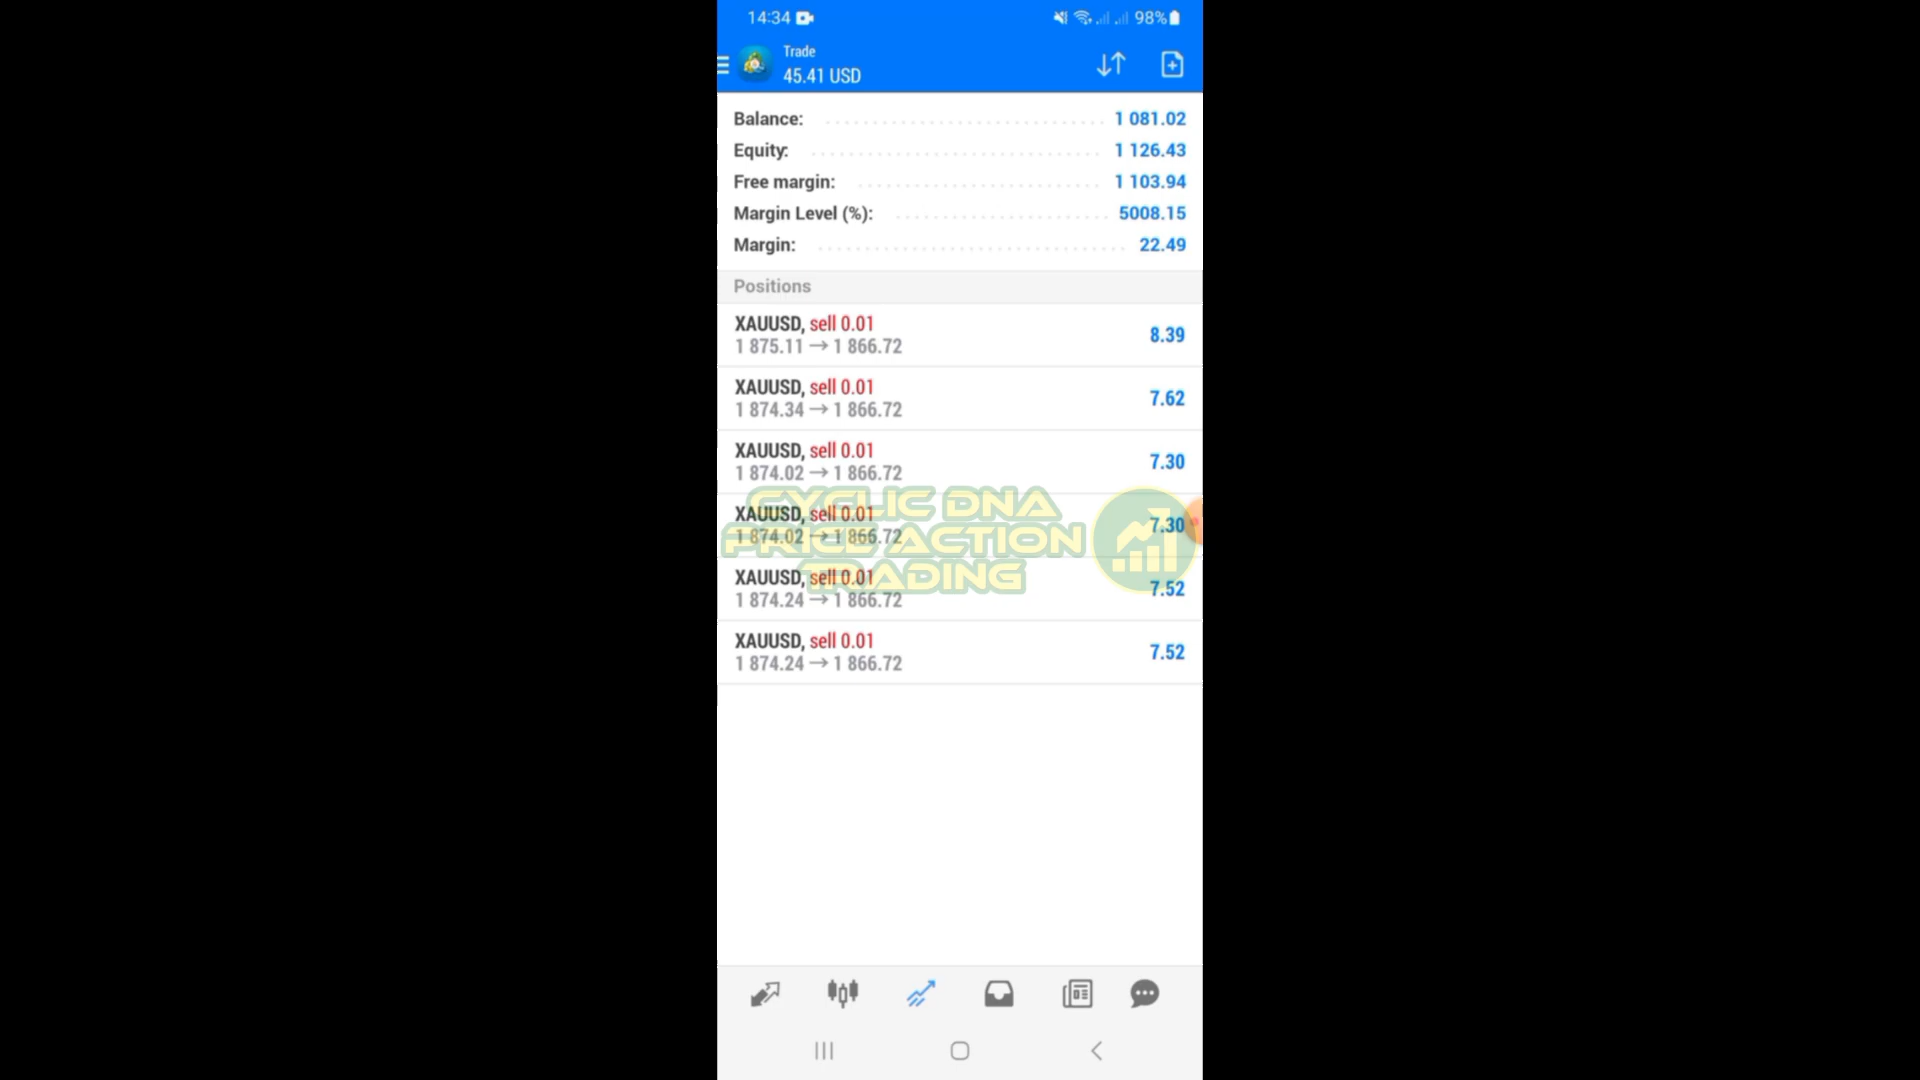 14:34 98%
Trade
45.41 USD
Balance: 1 081.02
Equity: 1 126.43
Free margin: 1 103.94
Margin Level (%): 5008.15
Margin: 22.49
Positions
XAUUSD, sell 0.01
1 875.11 → 1 866.72 8.39
XAUUSD, sell 0.01
1 874.34 → 1 866.72 7.62
XAUUSD, sell 0.01
1 874.02 → 1 866.72 7.30
XAUUSD, sell 0.01
1 874.02 → 1 866.72 7.30
XAUUSD, sell 0.01
1 874.24 → 1 866.72 7.52
XAUUSD, sell 0.01
1 874.24 → 1 866.72 7.52
CYCLIC DNA
PRICE ACTION
TRADING